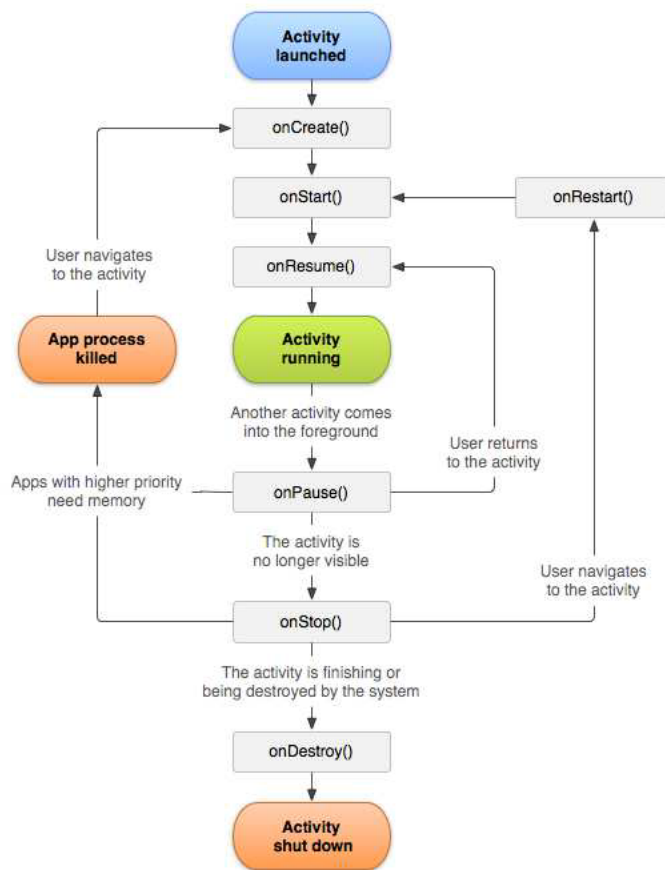 Activity
launched
onCreate()
onStart()
onRestart()
User navigates
to the activity
onResume()
App process
killed
Activity
running
Another activity comes
into the foreground
User returns
to the activity
Apps with higher priority
need memory
onPause()
The activity is
no longer visible
User navigates
to the activity
onStop()
The activity is finishing or
being destroyed by the system
onDestroy()
Activity
shut down